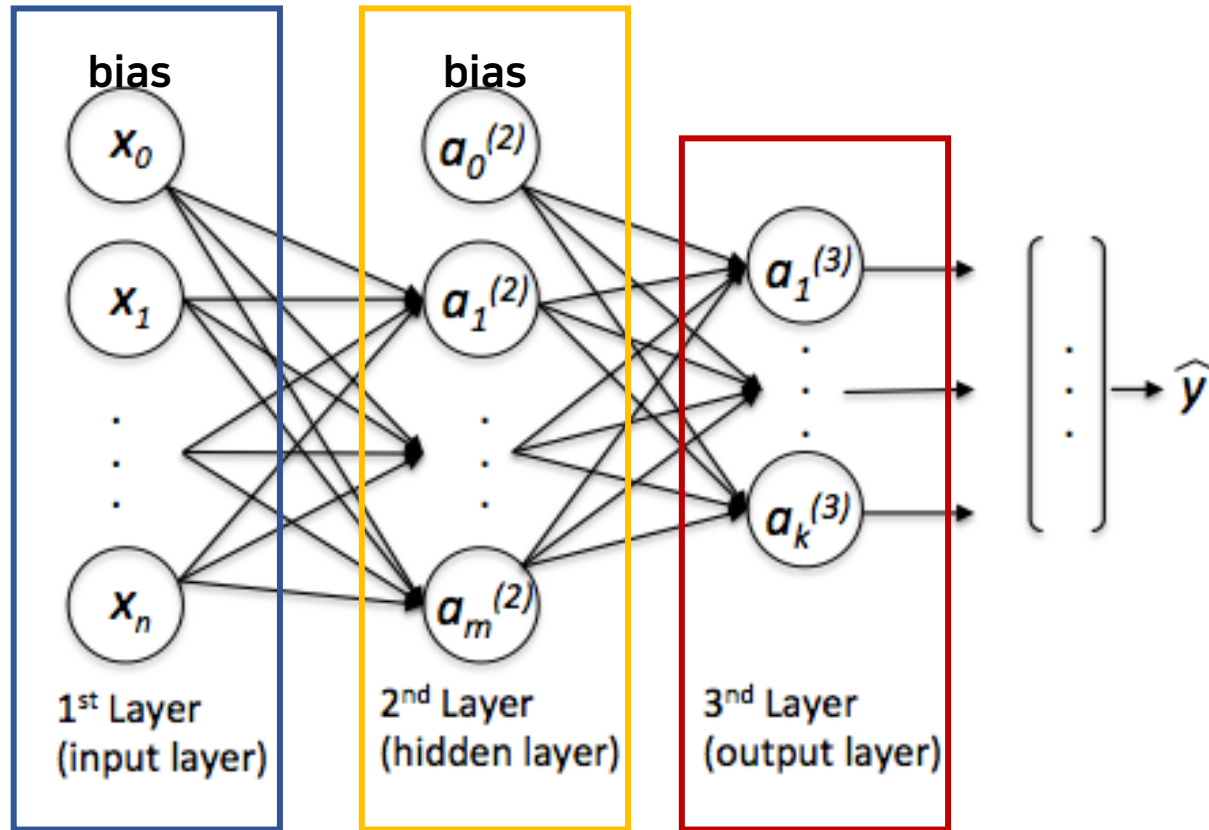 bias
bias
x0
x1
xn
a0(2)
a1(2)
am(2)
a1(3)
ak(3)
ŷ
1st Layer
(input layer)
2nd Layer
(hidden layer)
3nd Layer
(output layer)